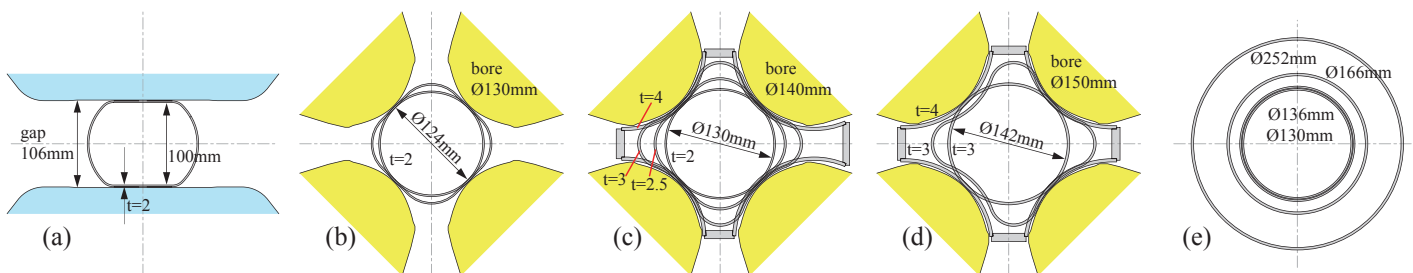 gap
106mm
100mm
t=2
(a)
bore
Ø130mm
Ø124mm
t=2
(b)
bore
Ø140mm
t=4
Ø130mm
t=2
t=3
t=2.5
(c)
bore
Ø150mm
t=4
Ø142mm
t=3
t=3
(d)
Ø252mm
Ø166mm
Ø136mm
Ø130mm
(e)